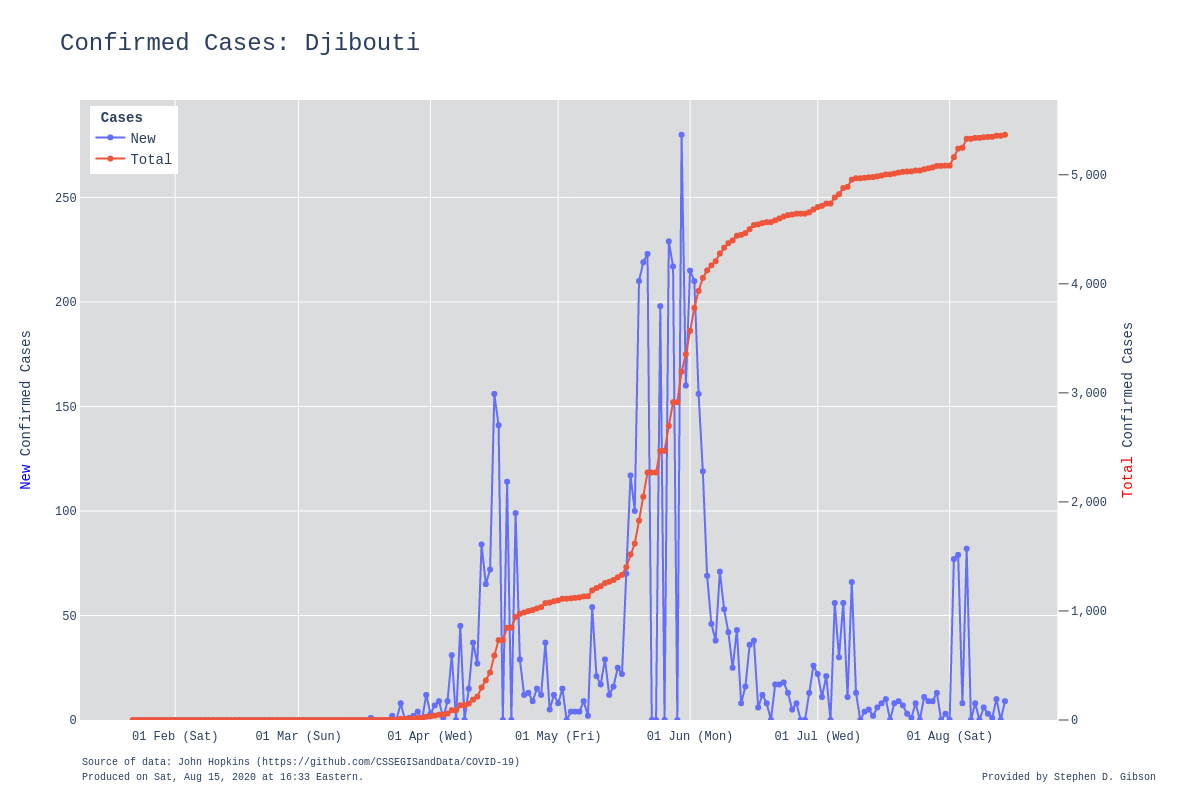 Confirmed Cases: Djibouti
Cases
New
Total
250
200
150
100
50
0
5,000
4,000
3,000
2,000
1,000
0
New Confirmed Cases
Total Confirmed Cases
01 Feb (Sat)
01 Mar (Sun)
01 Apr (Wed)
01 May (Fri)
01 Jun (Mon)
01 Jul (Wed)
01 Aug (Sat)
Source of data: John Hopkins (https://github.com/CSSEGISandData/COVID-19)
Produced on Sat, Aug 15, 2020 at 16:33 Eastern.
Provided by Stephen D. Gibson